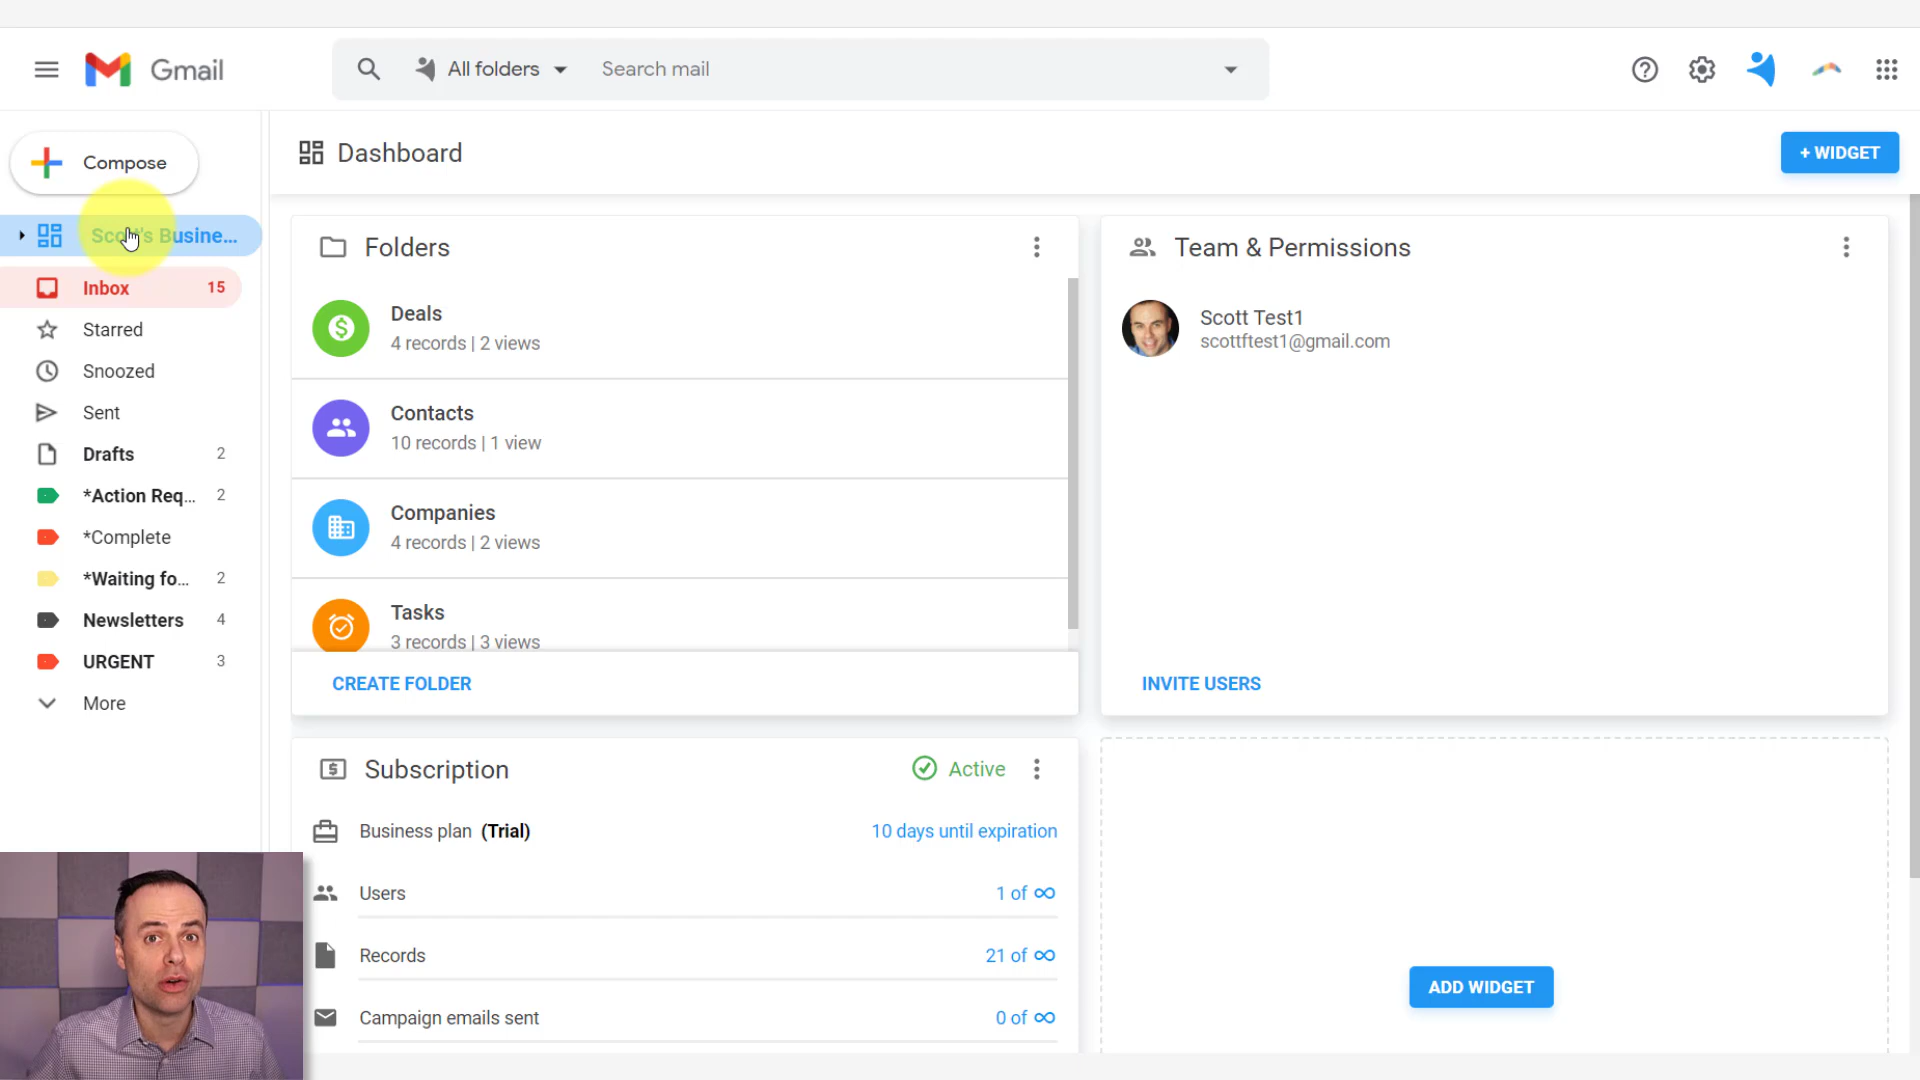 Gmail
All folders
Search mail
Compose
Dashboard
+ WIDGET
Scott's Busine...
Inbox 15
Starred
Snoozed
Sent
Drafts 2
*Action Req... 2
*Complete
*Waiting fo... 2
Newsletters 4
URGENT 3
More
Folders
Deals
4 records | 2 views
Contacts
10 records | 1 view
Companies
4 records | 2 views
Tasks
3 records | 3 views
CREATE FOLDER
Team & Permissions
Scott Test1
scottftest1@gmail.com
INVITE USERS
Subscription
Active
Business plan (Trial)
10 days until expiration
Users
1 of ∞
Records
21 of ∞
Campaign emails sent
0 of ∞
ADD WIDGET